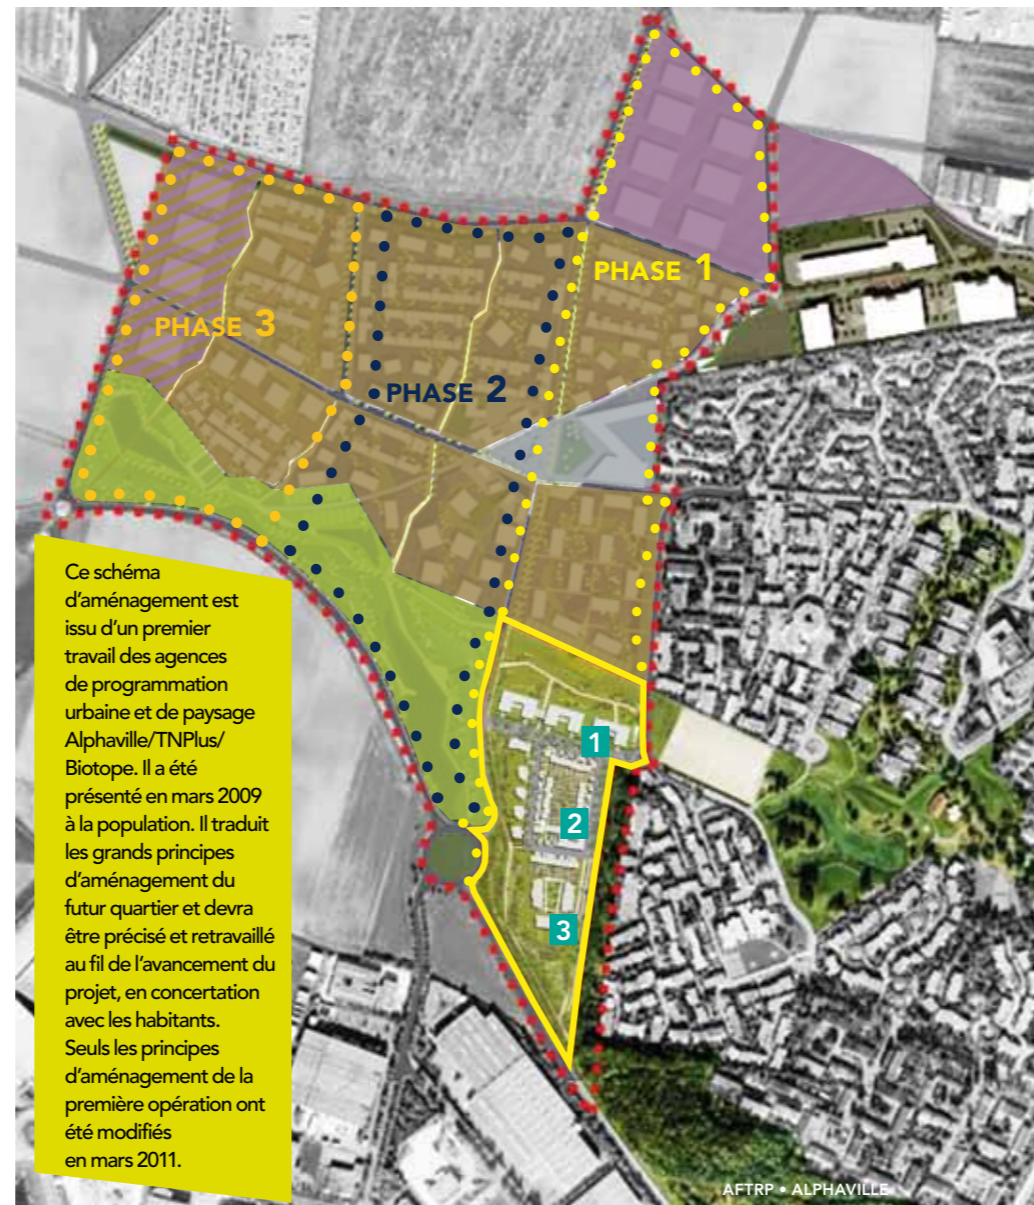 PHASE 1
PHASE 3
PHASE 2
Ce schéma
d’aménagement est
issu d’un premier
travail des agences
de programmation
urbaine et de paysage
Alphaville/TNPlus/
Biotope. Il a été
présenté en mars 2009
à la population. Il traduit
les grands principes
d’aménagement du
futur quartier et devra
être précisé et retravaillé
au fil de l’avancement du
projet, en concertation
avec les habitants.
Seuls les principes
d’aménagement de la
première opération ont
été modifiés
en mars 2011.
1
2
3
AFTRP • ALPHAVILLE